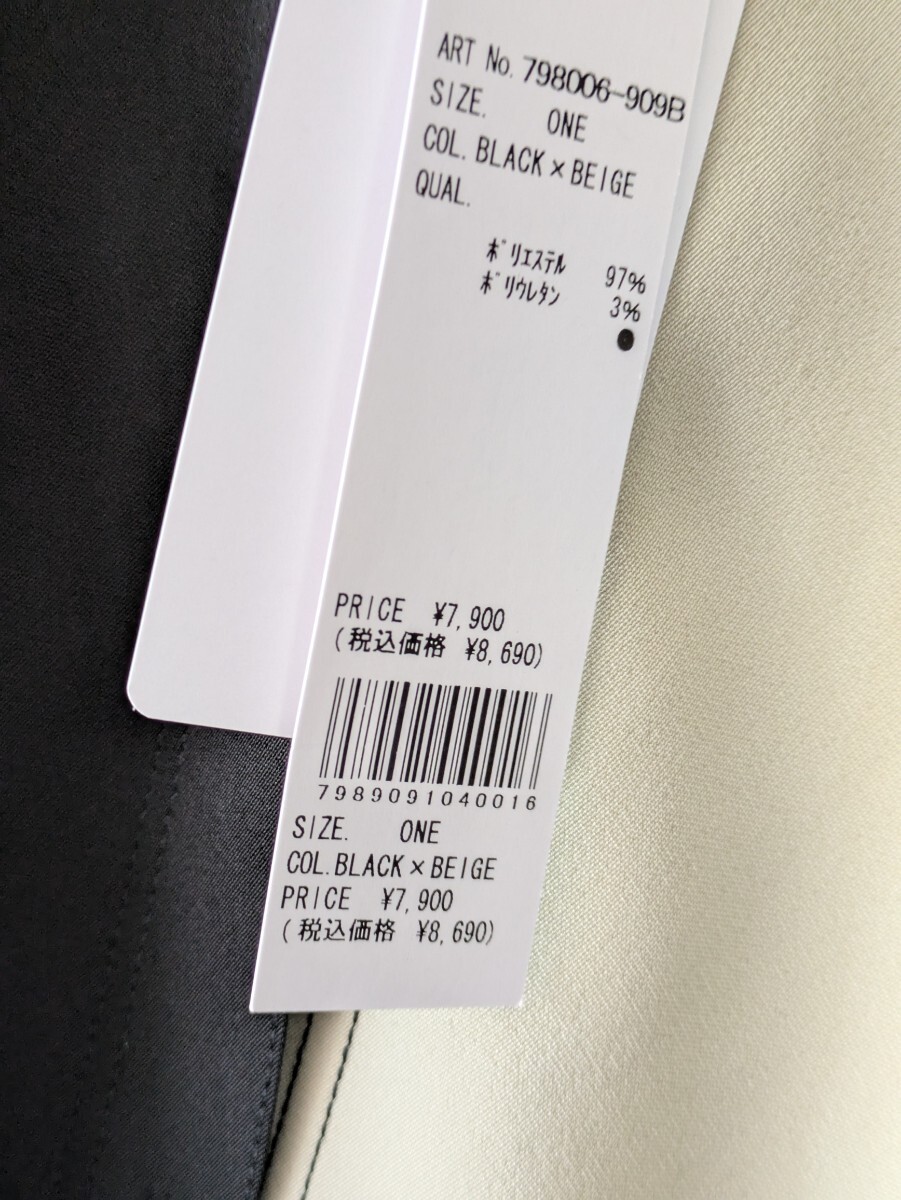 ART No. 798006-909B
SIZE. ONE
COL. BLACK×BEIGE
QUAL.
ﾎﾟﾘｴｽﾃﾙ 97%
ﾎﾟﾘｳﾚﾀﾝ 3%
PRICE ¥7,900
(税込価格 ¥8,690)
7989091040016
SIZE. ONE
COL.BLACK×BEIGE
PRICE ¥7,900
(税込価格 ¥8,690)